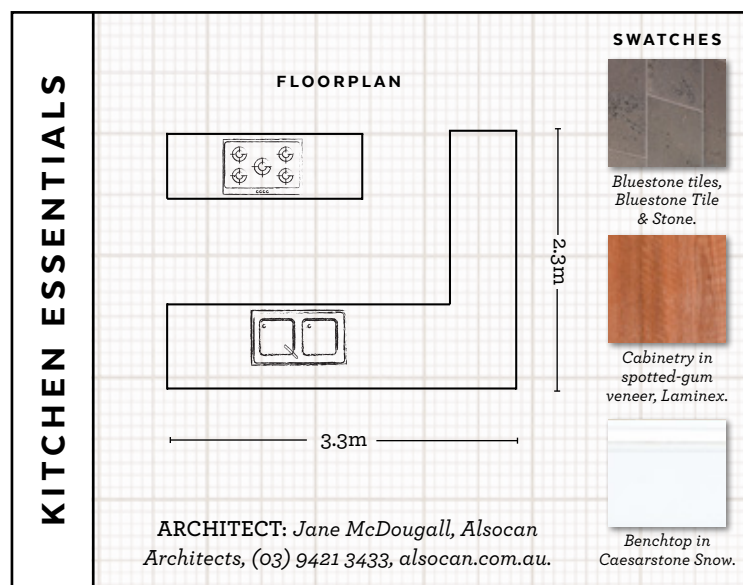 KITCHEN ESSENTIALS
FLOORPLAN
2.3m
3.3m
ARCHITECT: Jane McDougall, Alsocan
Architects, (03) 9421 3433, alsocan.com.au.
SWATCHES
Bluestone tiles,
Bluestone Tile
& Stone.
Cabinetry in
spotted-gum
veneer, Laminex.
Benchtop in
Caesarstone Snow.